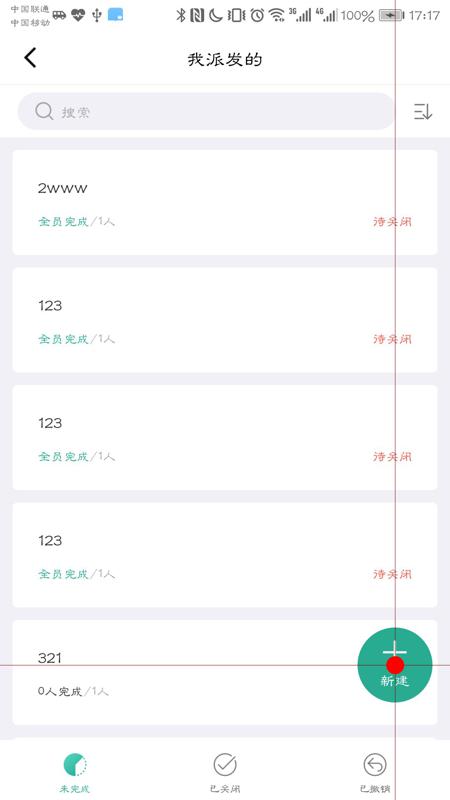 中国联通
中国移动
3G 4G 100% 17:17
我派发的
搜索
2www
全员完成/1人 待关闭
123
全员完成/1人 待关闭
123
全员完成/1人 待关闭
123
全员完成/1人 待关闭
321
0人完成/1人
新建
未完成 已关闭 已撤销